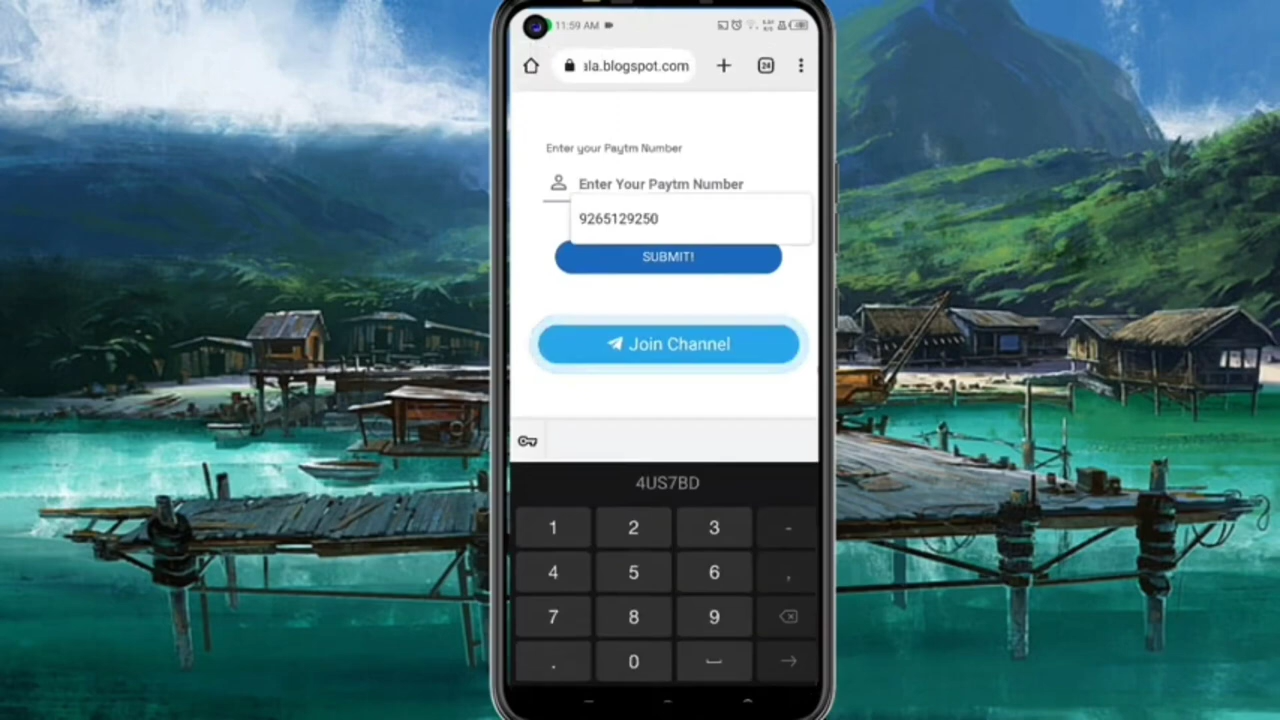 11:59 AM
ala.blogspot.com
24
Enter your Paytm Number
Enter Your Paytm Number
9265129250
SUBMIT!
Join Channel
4US7BD
1 2 3 -
4 5 6 ,
7 8 9
. 0